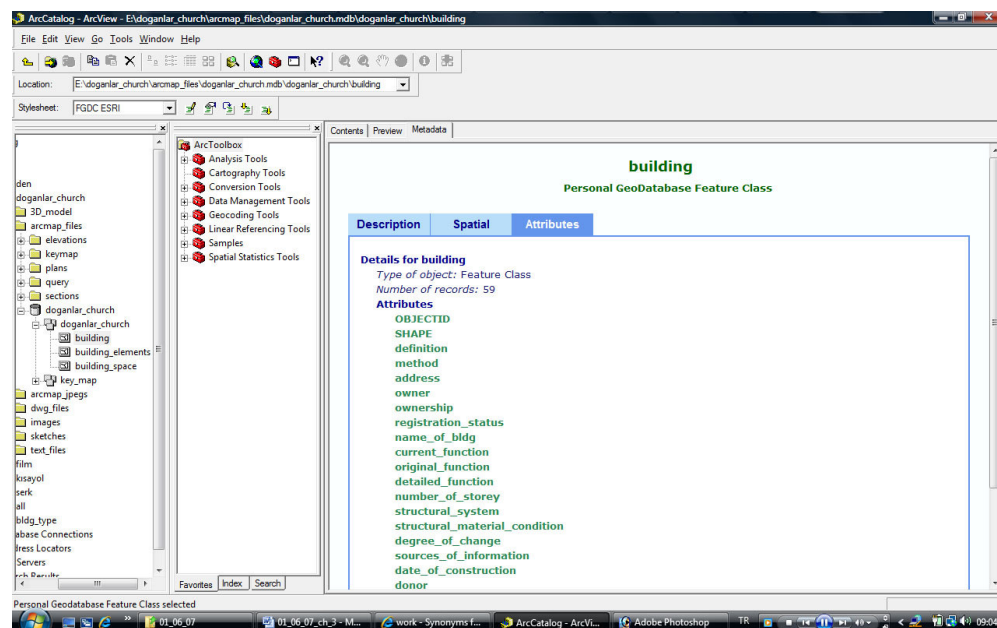 ArcCatalog - ArcView - E:\doganlar_church\arcmap_files\doganlar_church.mdb\doganlar_church\building
File Edit View Go Tools Window Help
Location: E:\doganlar_church\arcmap_files\doganlar_church.mdb\doganlar_church\building
Stylesheet: FGDC ESRI
den
doganlar_church
3D_model
arcmap_files
elevations
keymap
plans
query
sections
doganlar_church
doganlar_church
building
building_elements
building_space
key_map
arcmap_jpegs
dwg_files
images
sketches
text_files
film
kısayol
serk
all
bldg_type
abase Connections
dress Locators
Servers
rch Results
ArcToolbox
Analysis Tools
Cartography Tools
Conversion Tools
Data Management Tools
Geocoding Tools
Linear Referencing Tools
Samples
Spatial Statistics Tools
Favorites Index Search
Contents Preview Metadata
building
Personal GeoDatabase Feature Class
Description Spatial Attributes
Details for building
Type of object: Feature Class
Number of records: 59
Attributes
OBJECTID
SHAPE
definition
method
address
owner
ownership
registration_status
name_of_bldg
current_function
original_function
detailed_function
number_of_storey
structural_system
structural_material_condition
degree_of_change
sources_of_information
date_of_construction
donor
Personal Geodatabase Feature Class selected
01_06_07 01_06_07_ch_3 - M... work - Synonyms f... ArcCatalog - ArcVi... Adobe Photoshop TR 09:04